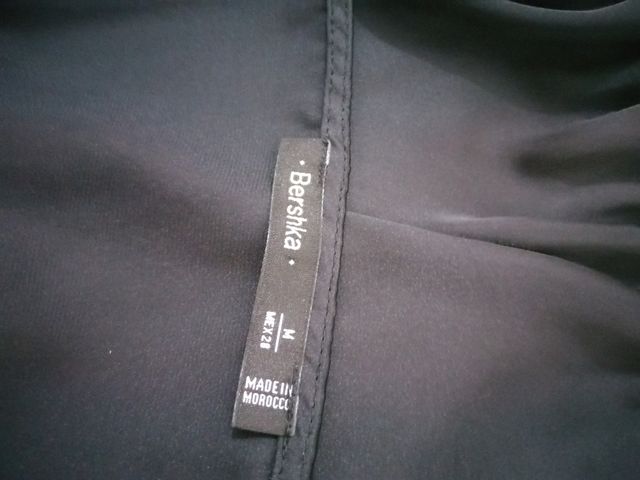 · Bershka ·
M
MEX 28
MADE IN
MOROCCO